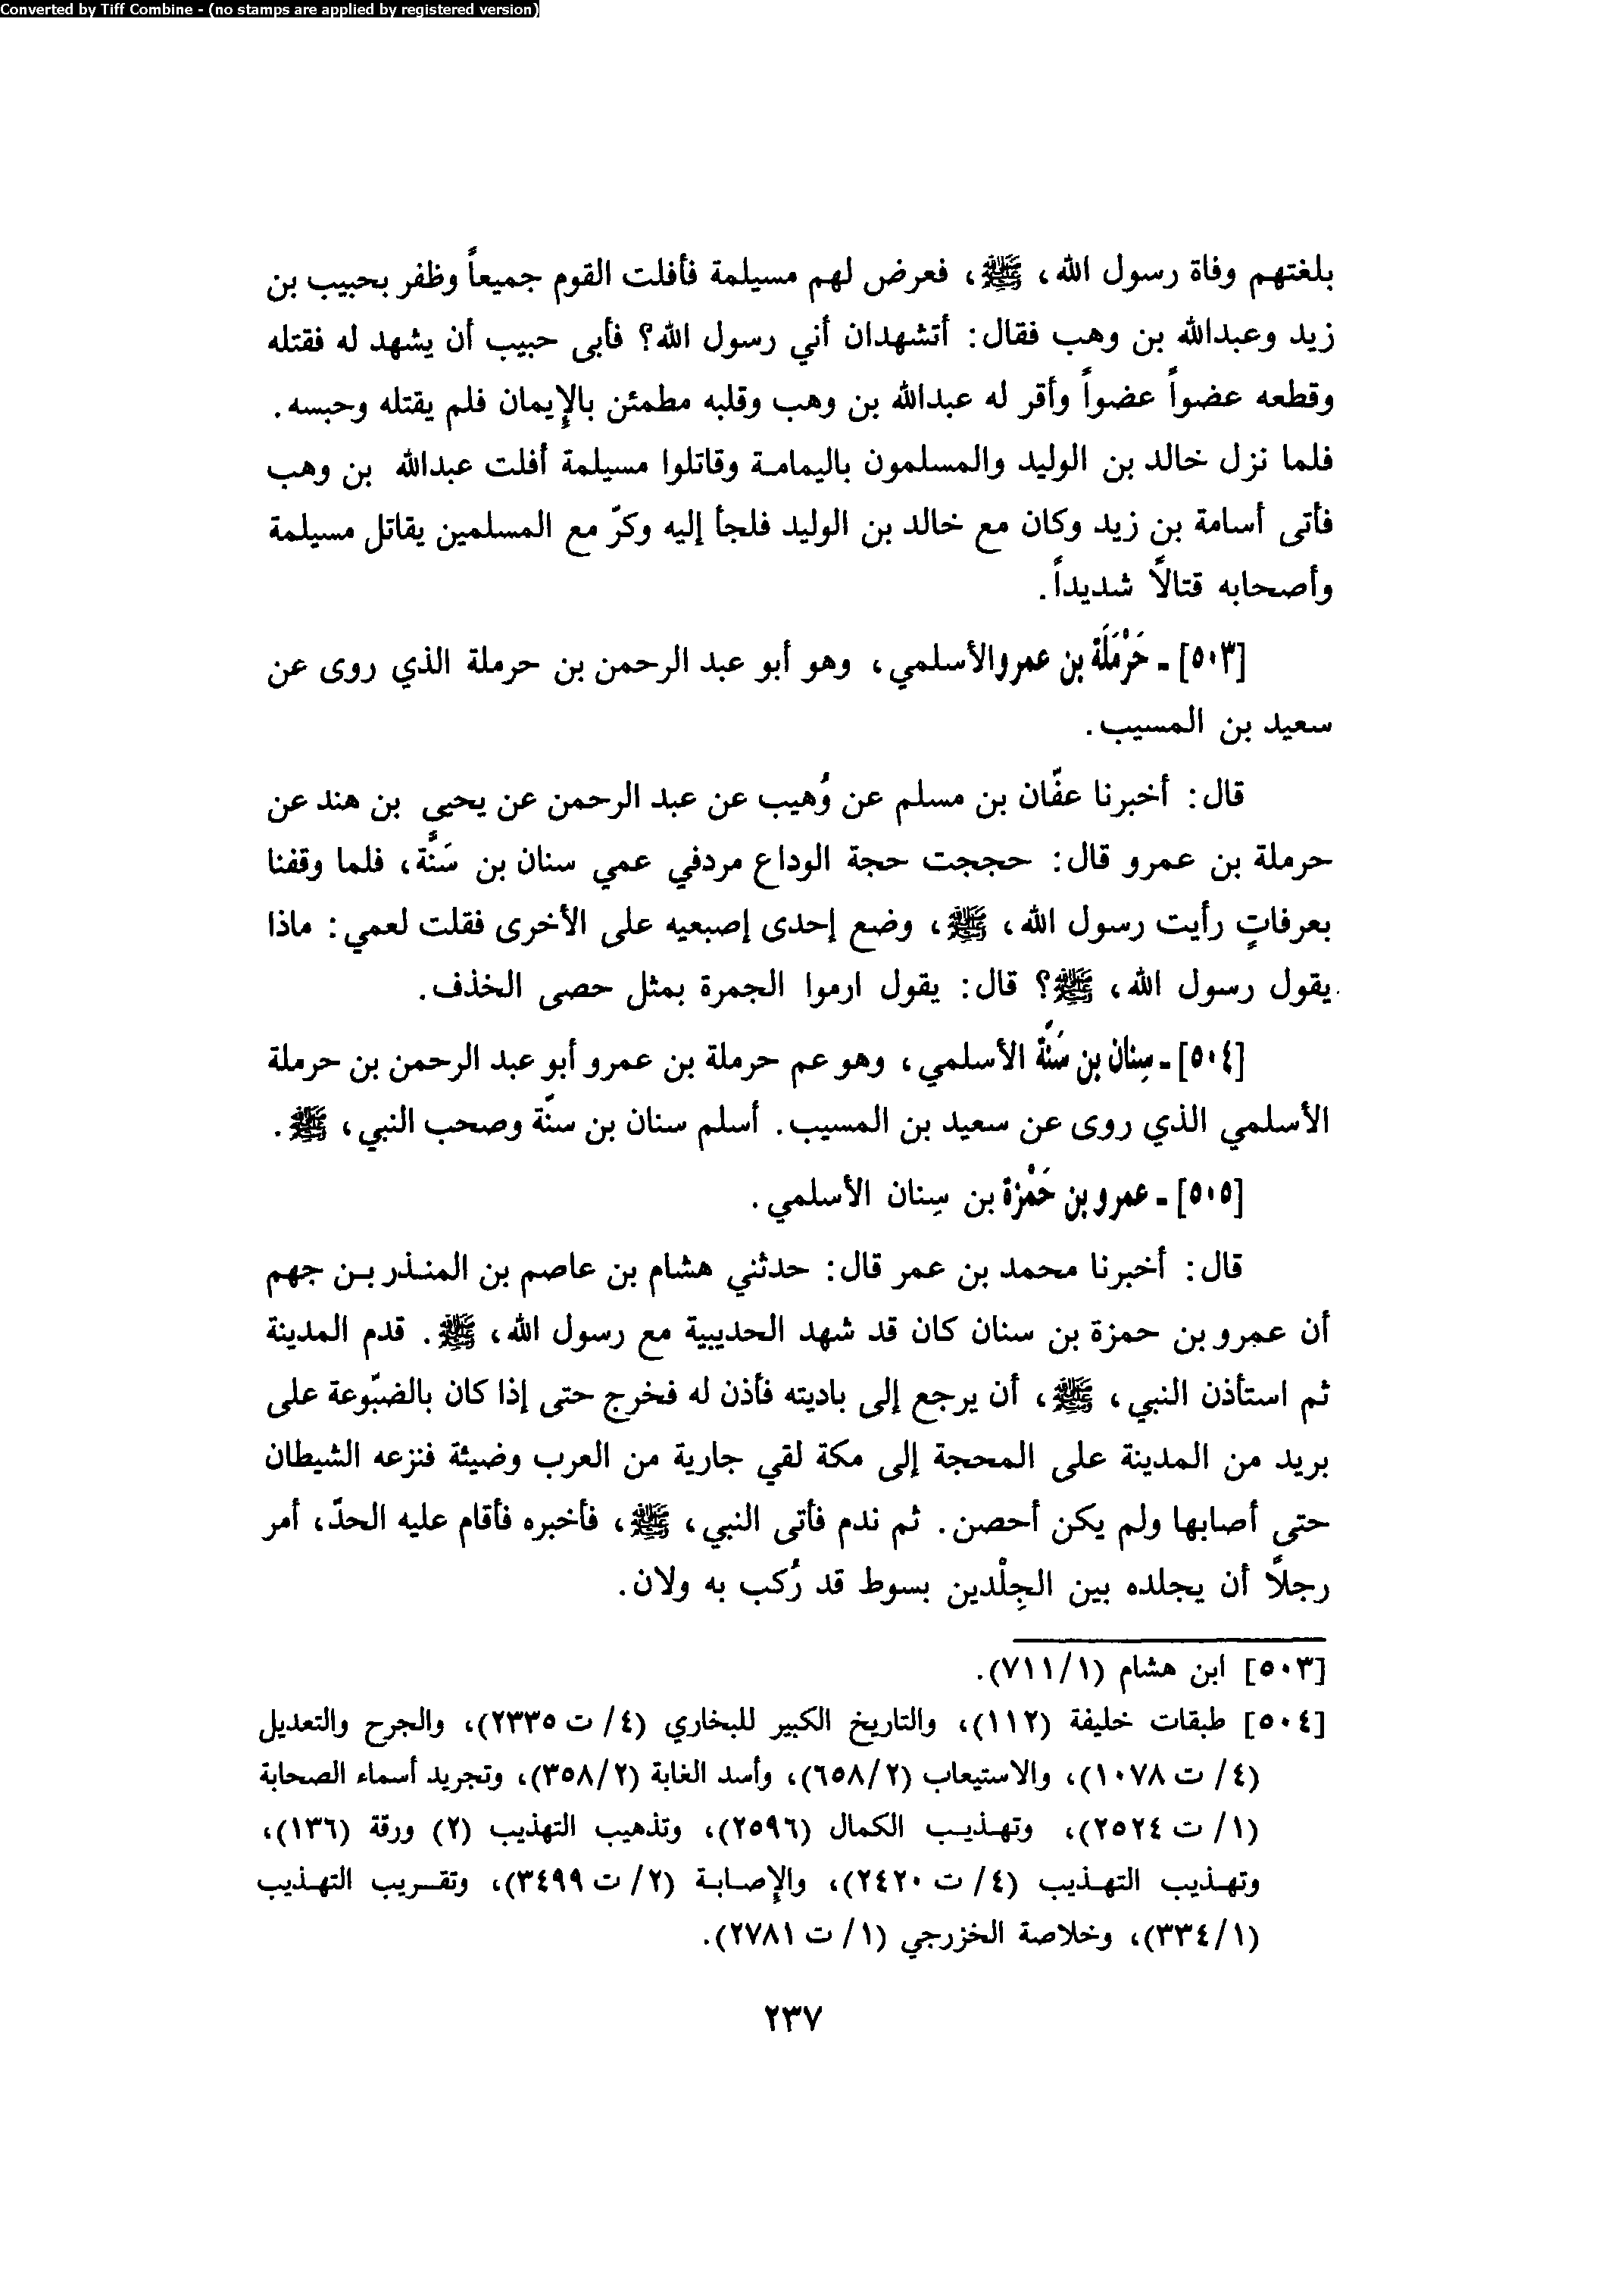 Converted by Tiff Combine - (no stamps are applied by registered version)
بلغتهم وفاة رسول الله، ﷺ، فعرض لهم مسيلمة فأفلت القوم جميعاً وظفر بحبيب بن
زيد وعبدالله بن وهب فقال: أتشهدان أني رسول الله؟ فأبى حبيب أن يشهد له فقتله
وقطعه عضواً عضواً وأقر له عبدالله بن وهب وقلبه مطمئن بالإيمان فلم يقتله وحبسه.
فلما نزل خالد بن الوليد والمسلمون باليمامة وقاتلوا مسيلمة أفلت عبدالله بن وهب
فأتى أسامة بن زيد وكان مع خالد بن الوليد فلجأ إليه وكرّ مع المسلمين يقاتل مسيلمة
وأصحابه قتالاً شديداً.
[٥٠٣] - حَرْمَلَة بن عمرو الأسلمي، وهو أبو عبد الرحمن بن حرملة الذي روى عن
سعيد بن المسيب.
قال: أخبرنا عفّان بن مسلم عن وُهيب عن عبد الرحمن عن يحيى بن هند عن
حرملة بن عمرو قال: حججت حجة الوداع مردفي عمي سنان بن سَنَّة، فلما وقفنا
بعرفاتٍ رأيت رسول الله، ﷺ، وضع إحدى إصبعيه على الأخرى فقلت لعمي: ماذا
يقول رسول الله، ﷺ؟ قال: يقول ارموا الجمرة بمثل حصى الخذف.
[٥٠٤] - سِنان بن سَنَّة الأسلمي، وهو عم حرملة بن عمرو أبو عبد الرحمن بن حرملة
الأسلمي الذي روى عن سعيد بن المسيب. أسلم سنان بن سنّة وصحب النبي، ﷺ.
[٥٠٥] - عمرو بن حَمْزة بن سِنان الأسلمي.
قال: أخبرنا محمد بن عمر قال: حدثني هشام بن عاصم بن المنذر بن جهم
أن عمرو بن حمزة بن سنان كان قد شهد الحديبية مع رسول الله، ﷺ. قدم المدينة
ثم استأذن النبي، ﷺ، أن يرجع إلى باديته فأذن له فخرج حتى إذا كان بالضبّوعة على
بريد من المدينة على المحجة إلى مكة لقي جارية من العرب وضيئة فنزعه الشيطان
حتى أصابها ولم يكن أحصن. ثم ندم فأتى النبي، ﷺ، فأخبره فأقام عليه الحدّ، أمر
رجلاً أن يجلده بين الجِلْدين بسوط قد رُكب به ولان.
[٥٠٣] ابن هشام (٧١١/١).
[٥٠٤] طبقات خليفة (١١٢)، والتاريخ الكبير للبخاري (٤/ ت ٢٣٣٥)، والجرح والتعديل
(٤/ ت ١٠٧٨)، والاستيعاب (٦٥٨/٢)، وأسد الغابة (٣٥٨/٢)، وتجريد أسماء الصحابة
(١/ ت ٢٥٢٤)، وتهذيب الكمال (٢٥٩٦)، وتذهيب التهذيب (٢) ورقة (١٣٦)،
وتهذيب التهذيب (٤/ ت ٢٤٢٠)، والإصابة (٢/ ت ٣٤٩٩)، وتقريب التهذيب
(٣٣٤/١)، وخلاصة الخزرجي (١/ ت ٢٧٨١).
٢٣٧